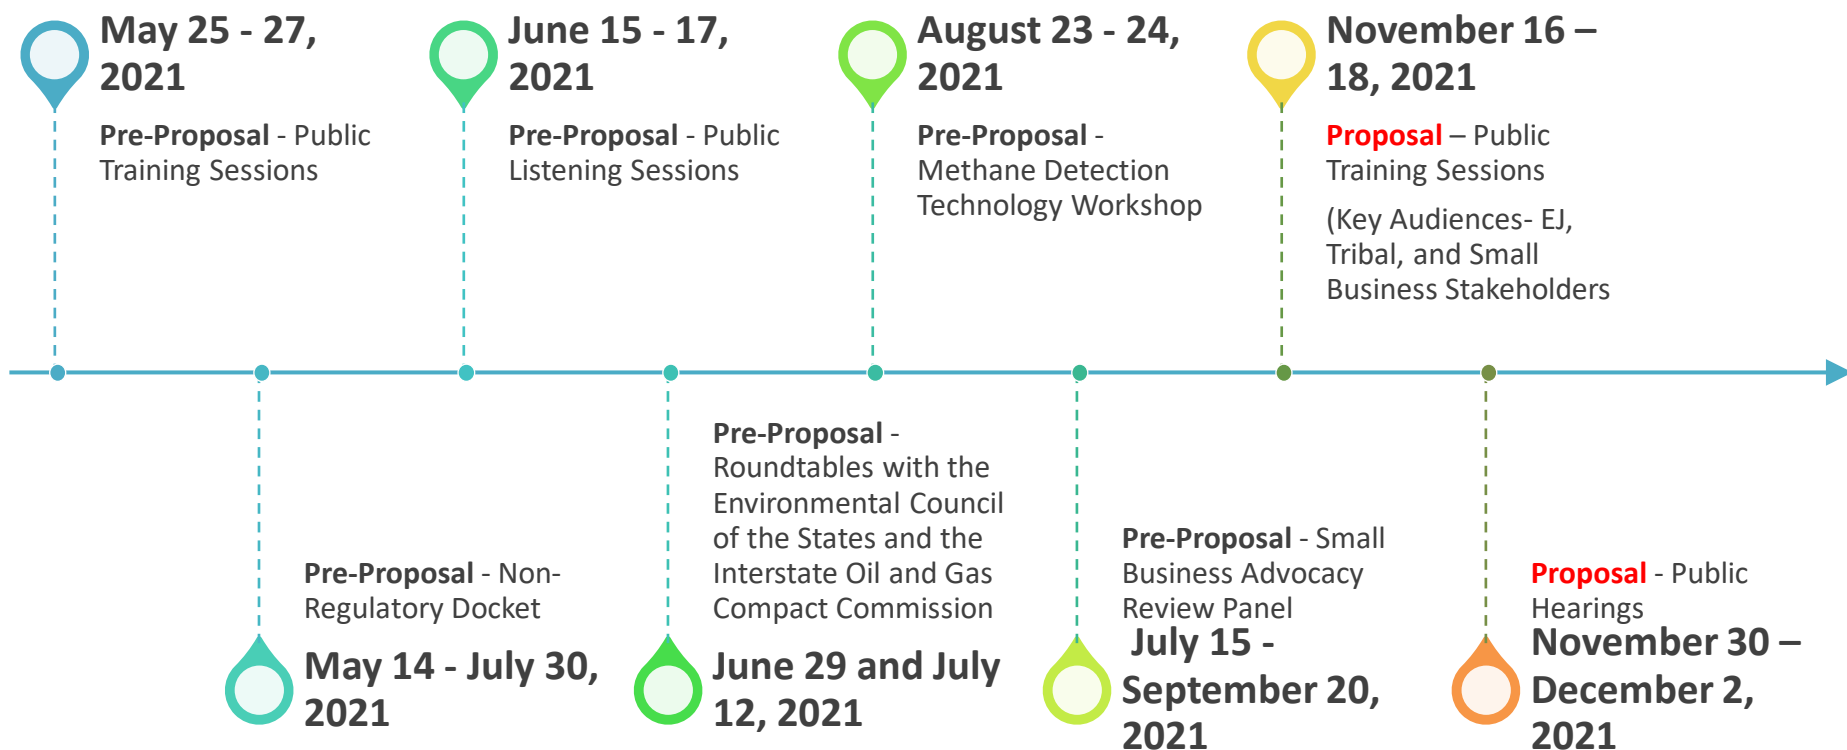 May 25 - 27,
2021
Pre-Proposal - Public
Training Sessions
June 15 - 17,
2021
Pre-Proposal - Public
Listening Sessions
August 23 - 24,
2021
Pre-Proposal -
Methane Detection
Technology Workshop
November 16 –
18, 2021
Proposal – Public
Training Sessions
(Key Audiences- EJ,
Tribal, and Small
Business Stakeholders
Pre-Proposal - Non-
Regulatory Docket
May 14 - July 30,
2021
Pre-Proposal -
Roundtables with the
Environmental Council
of the States and the
Interstate Oil and Gas
Compact Commission
June 29 and July
12, 2021
Pre-Proposal - Small
Business Advocacy
Review Panel
July 15 -
September 20,
2021
Proposal - Public
Hearings
November 30 –
December 2,
2021